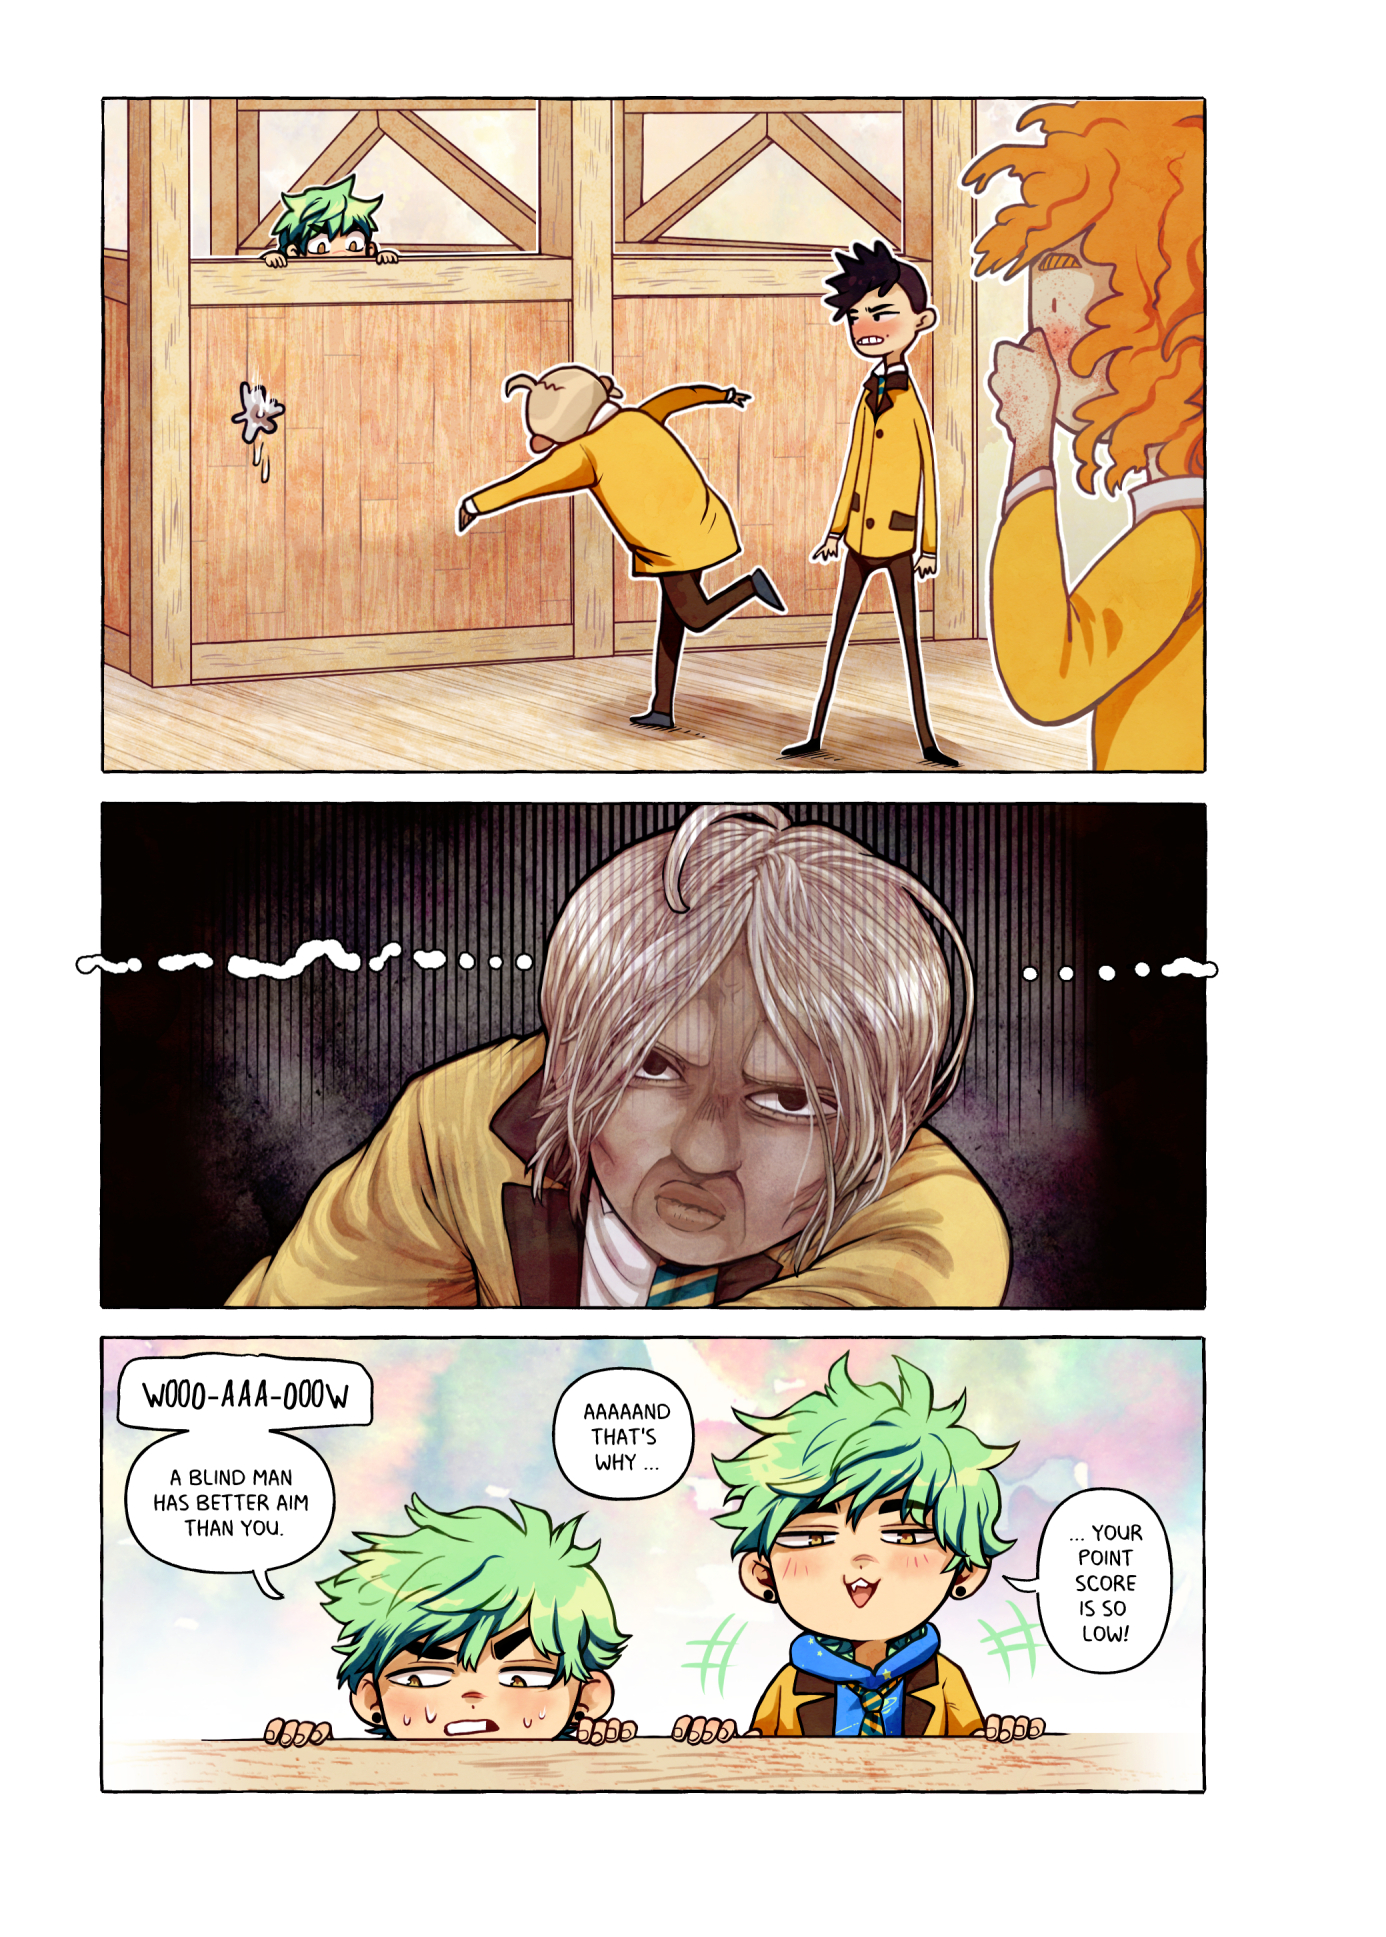 WOOO-AAA-OOOW
A BLIND MAN
HAS BETTER AIM
THAN YOU.
AAAAAND
THAT'S
WHY ...
... YOUR
POINT
SCORE
IS SO
LOW!